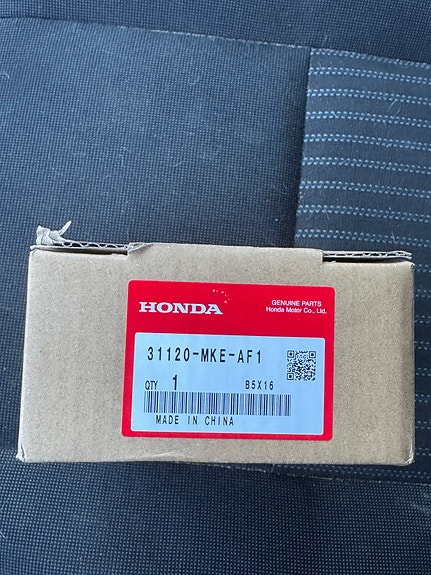 HONDA
GENUINE PARTS
Honda Motor Co., Ltd.
31120-MKE-AF1
QTY 1 B5X16
MADE IN CHINA